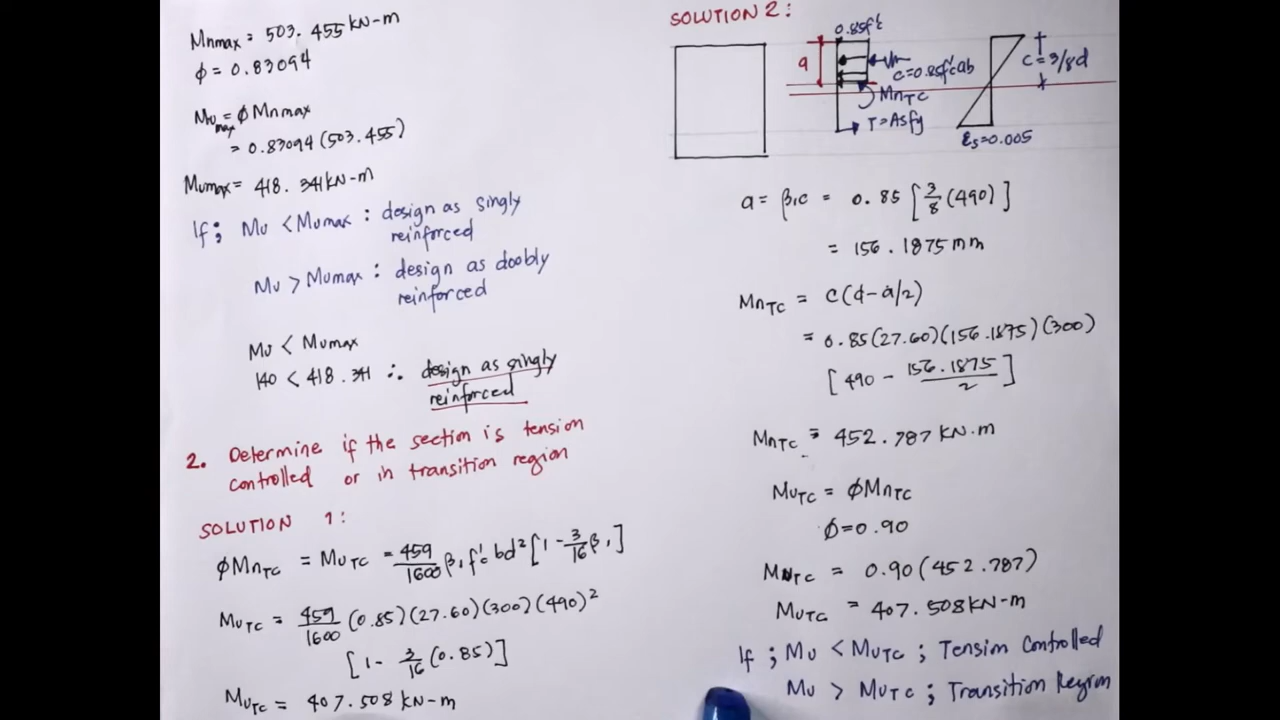 Mnmax = 503.455 kN-m
ϕ = 0.83094
Mu max = ϕ Mnmax
= 0.83094 (503.455)
Mumax = 418.341 kN-m
If; Mu < Mumax : design as singly
reinforced
Mu > Mumax : design as doobly
reinforced
Mu < Mumax
140 < 418.341 ∴ design as singly
reinforced
2. Determine if the section is tension
controlled or in transition region
SOLUTION 1:
ϕMnTC = MuTC = 459/1600 β₁ f'c bd² [1 - 3/16 β₁]
MuTC = 459/1600 (0.85)(27.60)(300)(490)²
[1 - 3/16 (0.85)]
MuTC = 407.508 kN-m
SOLUTION 2:
0.85f'c
a
C=0.85f'cab
c=3/8d
MnTC
T=Asfy
εs=0.005
a = β₁c = 0.85 [3/8 (490)]
= 156.1875 mm
MnTC = C(d-a/2)
= 0.85(27.60)(156.1875)(300)
[490 - 156.1875/2]
MnTC = 452.787 kN.m
MuTC = ϕMnTC
ϕ=0.90
MuTC = 0.90(452.787)
MuTC = 407.508 kN-m
If ; Mu < MuTC ; Tension Controlled
Mu > MuTC ; Transition Region